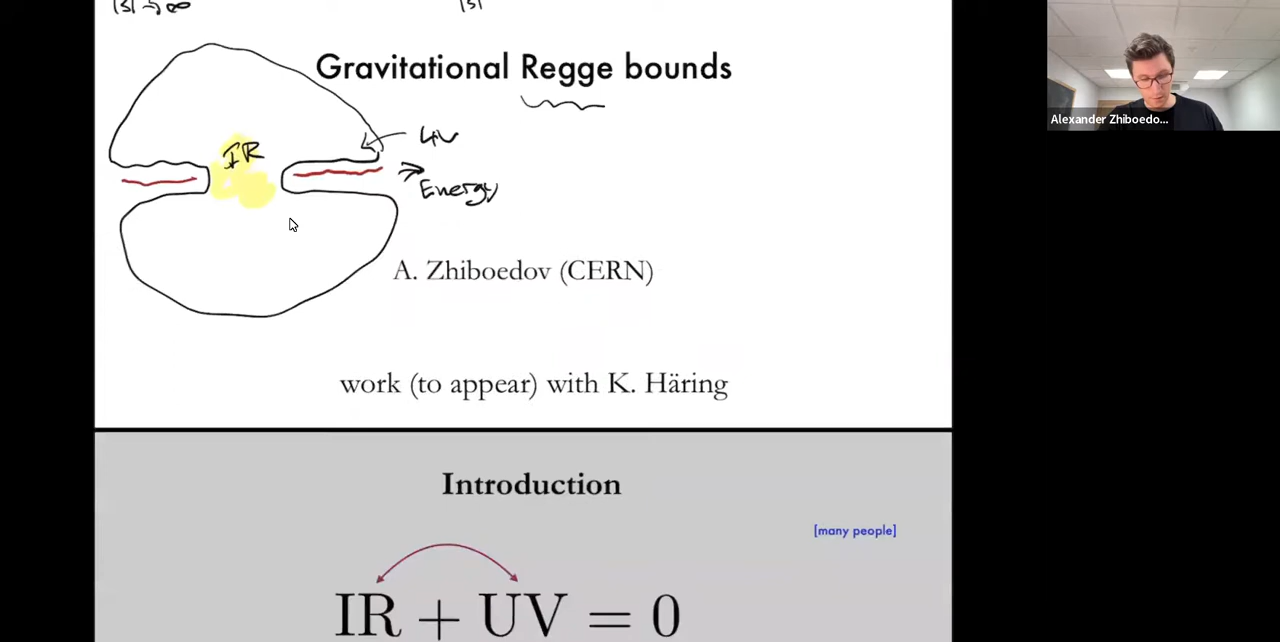 |s|→∞ |s|
Gravitational Regge bounds
IR
UV
Energy
A. Zhiboedov (CERN)
work (to appear) with K. Häring
Introduction
[many people]
IR + UV = 0
Alexander Zhiboedo...